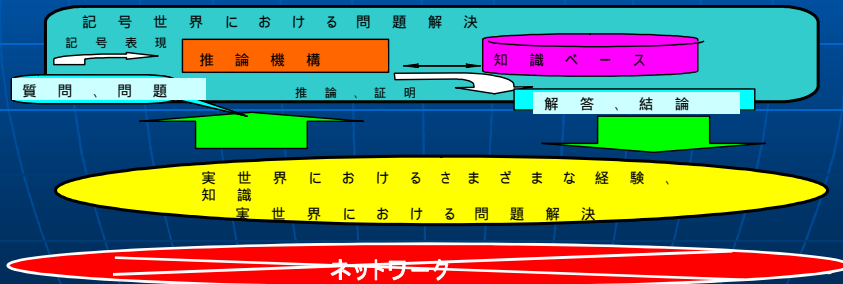 記号世界における問題解決
記号表現
推論機構
知識ベース
質問、問題
推論、証明
解答、結論
実世界におけるさまざまな経験、
知識
実世界における問題解決
ネットワーク